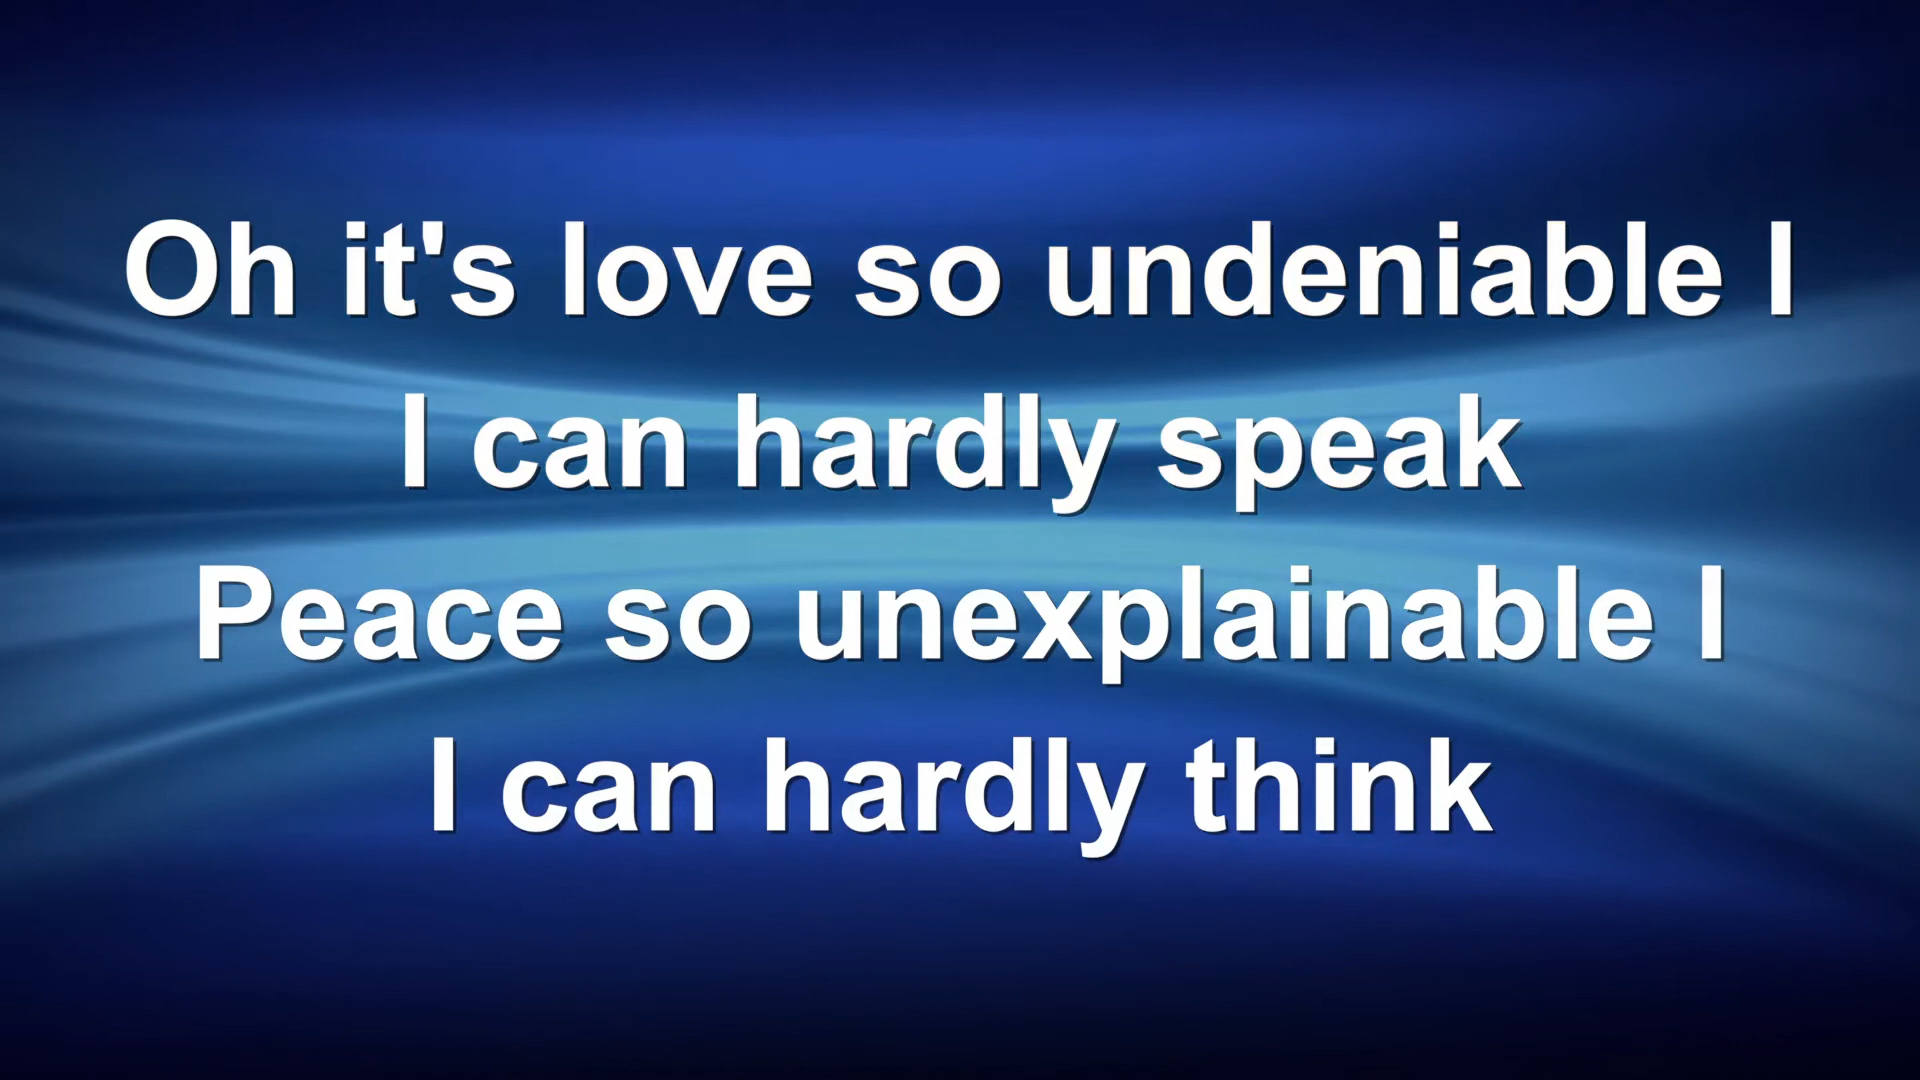 Oh it's love so undeniable I
I can hardly speak
Peace so unexplainable I
I can hardly think